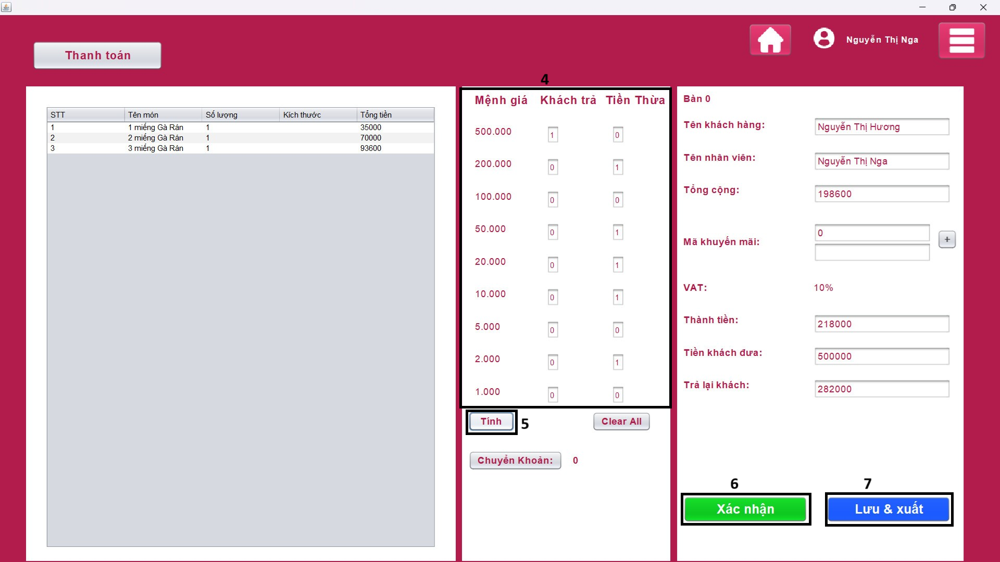 Nguyễn Thị Nga
Thanh toán
STT Tên món Số lượng Kích thước Tổng tiền
1 1 miếng Gà Rán 1 35000
2 2 miếng Gà Rán 1 70000
3 3 miếng Gà Rán 1 93600
4
Mệnh giá Khách trả Tiền Thừa
500.000 1 0
200.000 0 1
100.000 0 0
50.000 0 1
20.000 0 1
10.000 0 1
5.000 0 0
2.000 0 1
1.000 0 0
Tính 5 Clear All
Chuyển Khoản: 0
Bàn 0
Tên khách hàng: Nguyễn Thị Hương
Tên nhân viên: Nguyễn Thị Nga
Tổng cộng: 198600
Mã khuyến mãi: 0 +
VAT: 10%
Thành tiền: 218000
Tiền khách đưa: 500000
Trả lại khách: 282000
6 7
Xác nhận Lưu & xuất